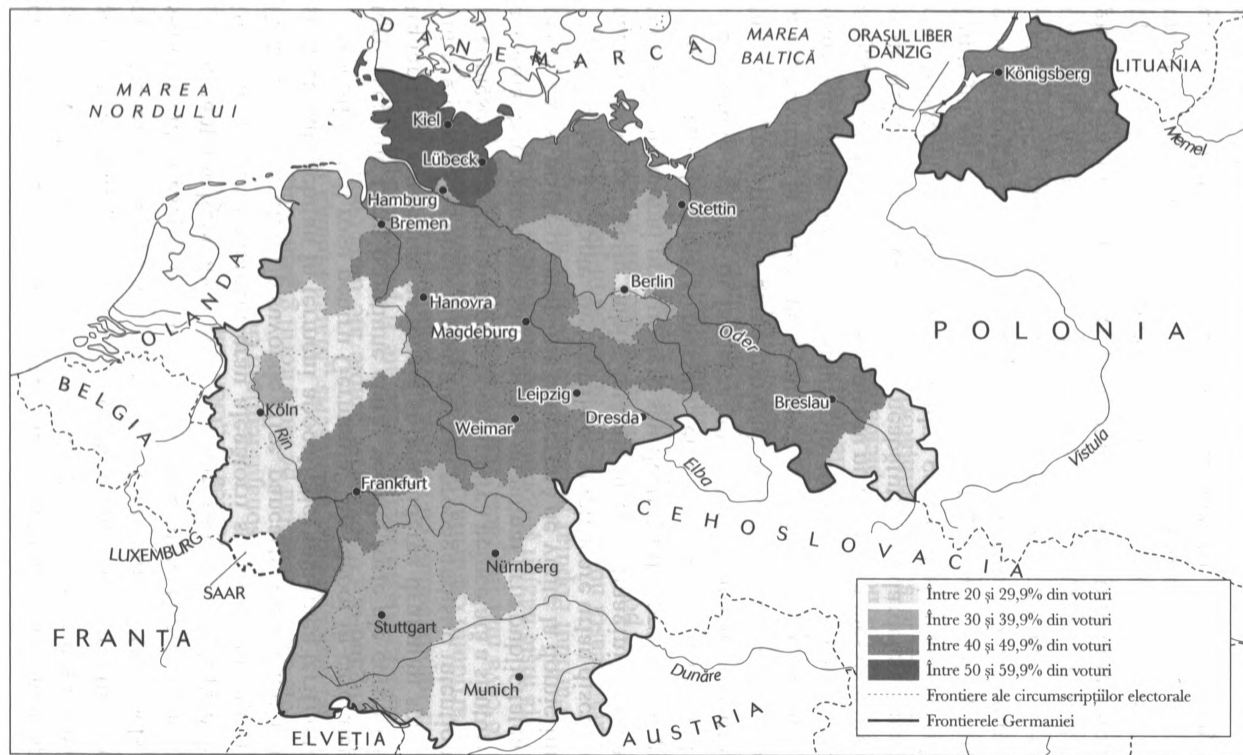 DANEMARCA
MAREA
BALTICĂ
ORAȘUL LIBER
DANZIG
LITUANIA
Königsberg
Memel
MAREA
NORDULUI
Kiel
Lübeck
Hamburg
Bremen
Stettin
OLANDA
Berlin
Hanovra
Magdeburg
Oder
POLONIA
BELGIA
Köln
Rin
Leipzig
Dresda
Weimar
Breslau
Elba
Vistula
Frankfurt
CEHOSLOVACIA
LUXEMBURG
SAAR
Nürnberg
FRANȚA
Stuttgart
Munich
Dunăre
ELVEȚIA
AUSTRIA
Între 20 și 29,9% din voturi
Între 30 și 39,9% din voturi
Între 40 și 49,9% din voturi
Între 50 și 59,9% din voturi
Frontiere ale circumscripțiilor electorale
Frontierele Germaniei